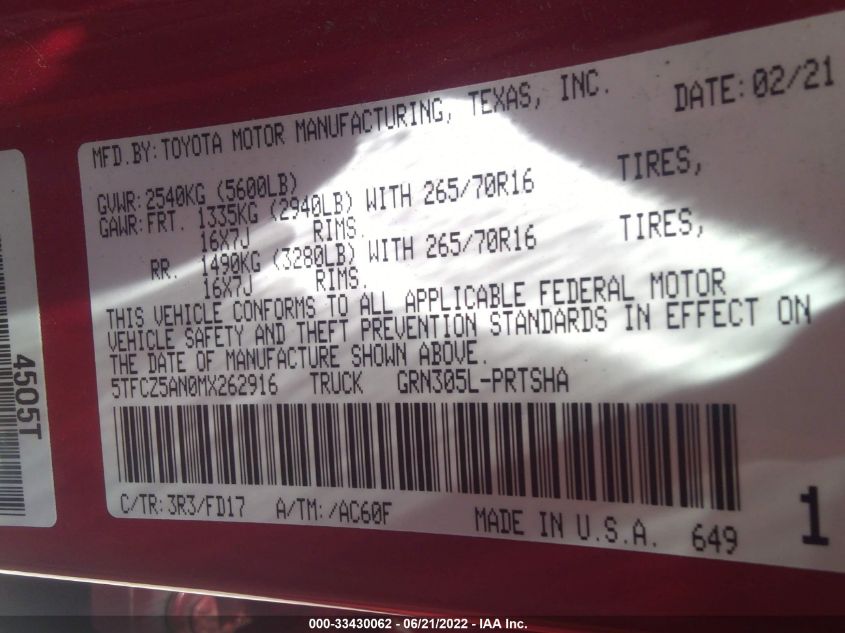 MFD.BY:TOYOTA MOTOR MANUFACTURING, TEXAS, INC. DATE:02/21
GVWR:2540KG (5600LB)
GAWR:FRT. 1335KG (2940LB) WITH 265/70R16 TIRES,
16X7J RIMS.
RR. 1490KG (3280LB) WITH 265/70R16 TIRES,
16X7J RIMS.
THIS VEHICLE CONFORMS TO ALL APPLICABLE FEDERAL MOTOR
VEHICLE SAFETY AND THEFT PREVENTION STANDARDS IN EFFECT ON
THE DATE OF MANUFACTURE SHOWN ABOVE.
5TFCZ5AN0MX262916 TRUCK GRN305L-PRTSHA
C/TR:3R3/FD17 A/TM:/AC60F MADE IN U.S.A. 649 1
4505T
000-33430062 - 06/21/2022 - IAA Inc.